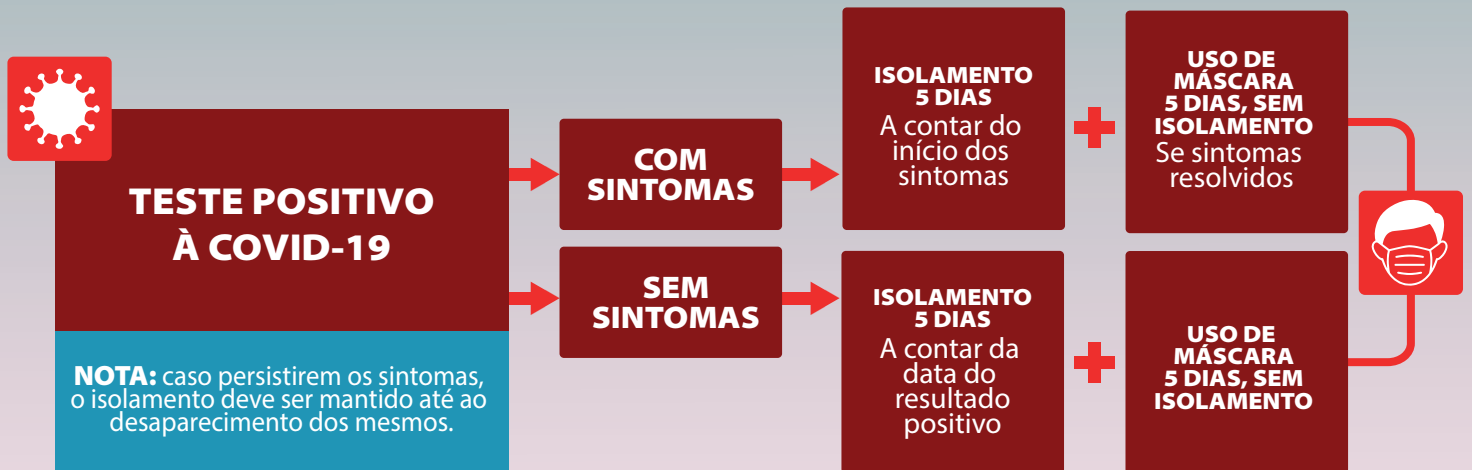 TESTE POSITIVO
À COVID-19
NOTA: caso persistirem os sintomas,
o isolamento deve ser mantido até ao
desaparecimento dos mesmos.
COM
SINTOMAS
ISOLAMENTO
5 DIAS
A contar do
início dos
sintomas
USO DE
MÁSCARA
5 DIAS, SEM
ISOLAMENTO
Se sintomas
resolvidos
SEM
SINTOMAS
ISOLAMENTO
5 DIAS
A contar da
data do
resultado
positivo
USO DE
MÁSCARA
5 DIAS, SEM
ISOLAMENTO